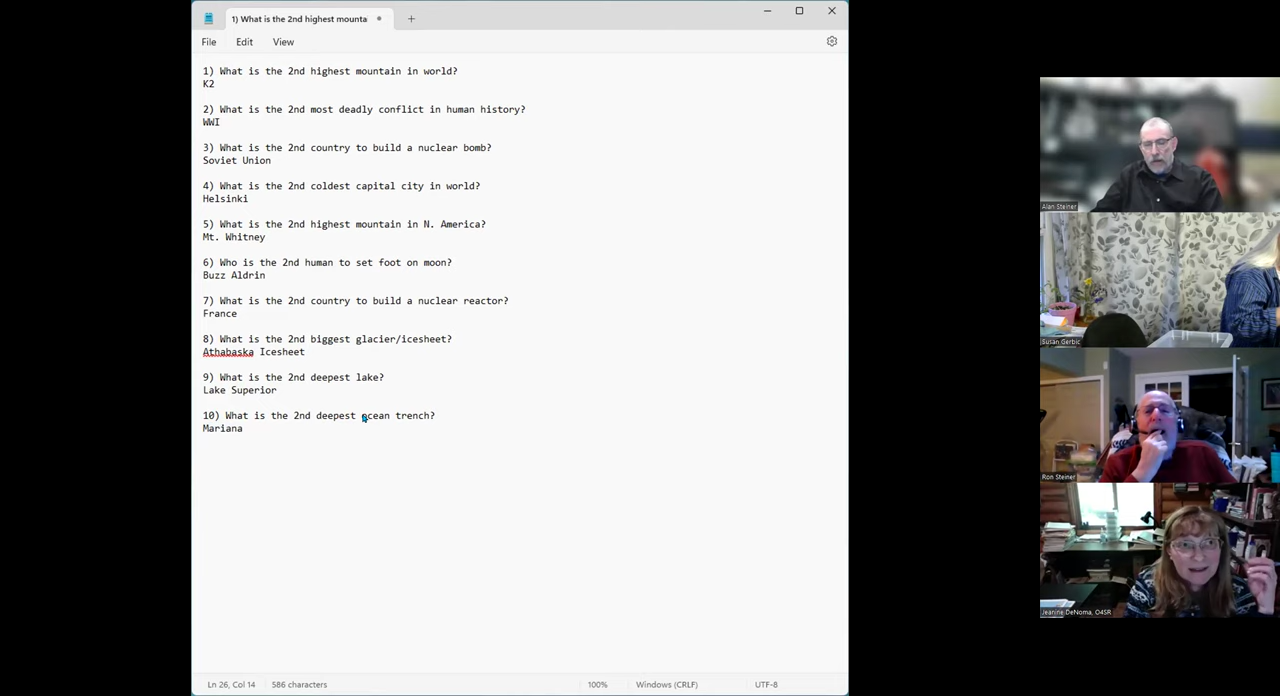 1) What is the 2nd highest mounta
File
Edit
View
1) What is the 2nd highest mountain in world?
K2
2) What is the 2nd most deadly conflict in human history?
WWI
3) What is the 2nd country to build a nuclear bomb?
Soviet Union
4) What is the 2nd coldest capital city in world?
Helsinki
5) What is the 2nd highest mountain in N. America?
Mt. Whitney
6) Who is the 2nd human to set foot on moon?
Buzz Aldrin
7) What is the 2nd country to build a nuclear reactor?
France
8) What is the 2nd biggest glacier/icesheet?
Athabaska Icesheet
9) What is the 2nd deepest lake?
Lake Superior
10) What is the 2nd deepest ocean trench?
Mariana
Ln 26, Col 14
586 characters
100%
Windows (CRLF)
UTF-8
Alan Steiner
Susan Gerbic
Ron Steiner
Jeanine DeNoma, O4SR